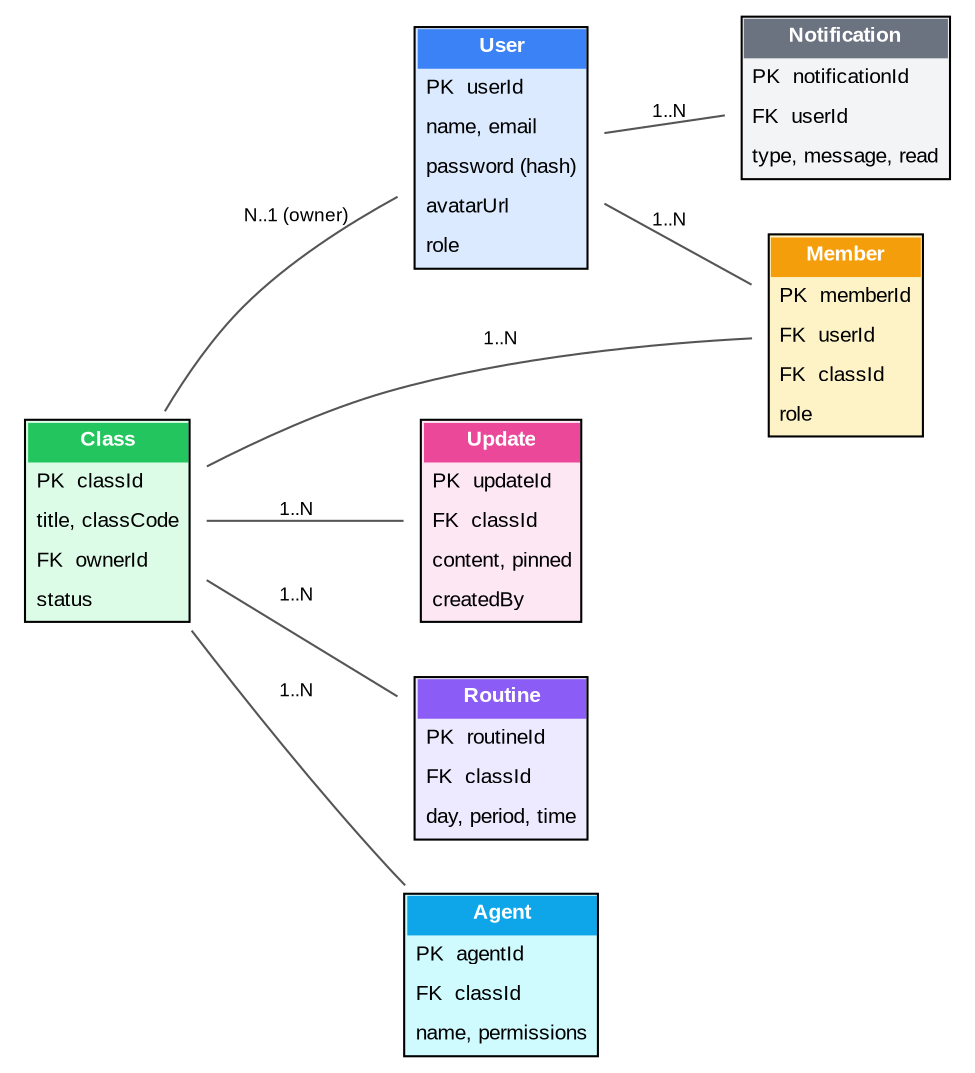 User
PK userId
name, email
password (hash)
avatarUrl
role
Notification
PK notificationId
FK userId
type, message, read
1..N
N..1 (owner)
1..N
Member
PK memberId
FK userId
FK classId
role
1..N
Class
PK classId
title, classCode
FK ownerId
status
1..N
Update
PK updateId
FK classId
content, pinned
createdBy
1..N
Routine
PK routineId
FK classId
day, period, time
1..N
Agent
PK agentId
FK classId
name, permissions